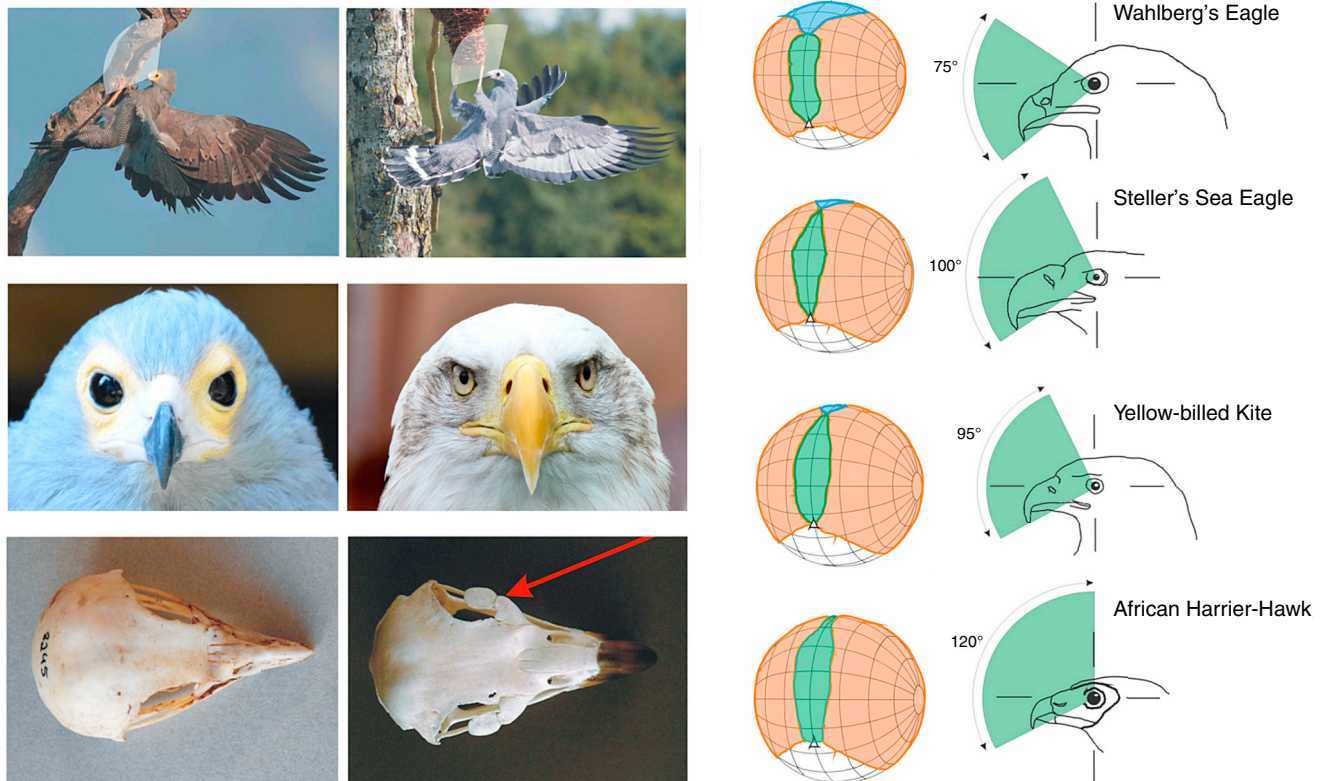 Wahlberg's Eagle
75°
Steller's Sea Eagle
100°
Yellow-billed Kite
95°
African Harrier-Hawk
120°
8245